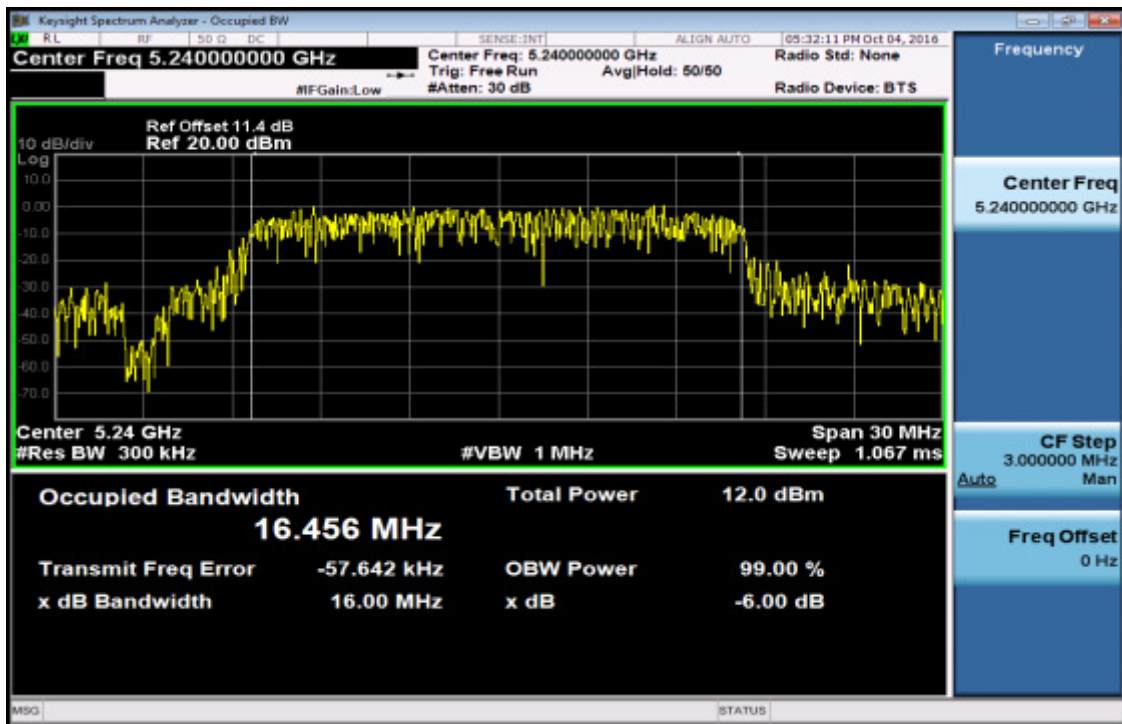 Keysight Spectrum Analyzer - Occupied BW
LXI RL RF 50 Ω DC SENSE:INT ALIGN AUTO 05:32:11 PM Oct 04, 2016
Center Freq 5.240000000 GHz
Center Freq: 5.240000000 GHz Radio Std: None
Trig: Free Run Avg|Hold: 50/50
#IFGain:Low #Atten: 30 dB Radio Device: BTS
Ref Offset 11.4 dB
10 dB/div Ref 20.00 dBm
Log
10.0
0.00
-10.0
-20.0
-30.0
-40.0
-50.0
-60.0
-70.0
Center 5.24 GHz Span 30 MHz
#Res BW 300 kHz #VBW 1 MHz Sweep 1.067 ms
Occupied Bandwidth Total Power 12.0 dBm
16.456 MHz
Transmit Freq Error -57.642 kHz OBW Power 99.00 %
x dB Bandwidth 16.00 MHz x dB -6.00 dB
Frequency
Center Freq
5.240000000 GHz
CF Step
3.000000 MHz
Auto Man
Freq Offset
0 Hz
MSG STATUS